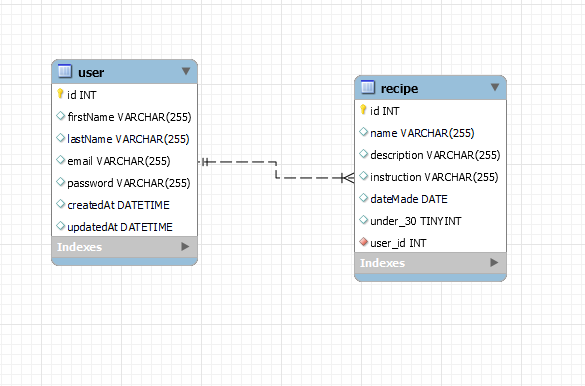 user
id INT
firstName VARCHAR(255)
lastName VARCHAR(255)
email VARCHAR(255)
password VARCHAR(255)
createdAt DATETIME
updatedAt DATETIME
Indexes
recipe
id INT
name VARCHAR(255)
description VARCHAR(255)
instruction VARCHAR(255)
dateMade DATE
under_30 TINYINT
user_id INT
Indexes